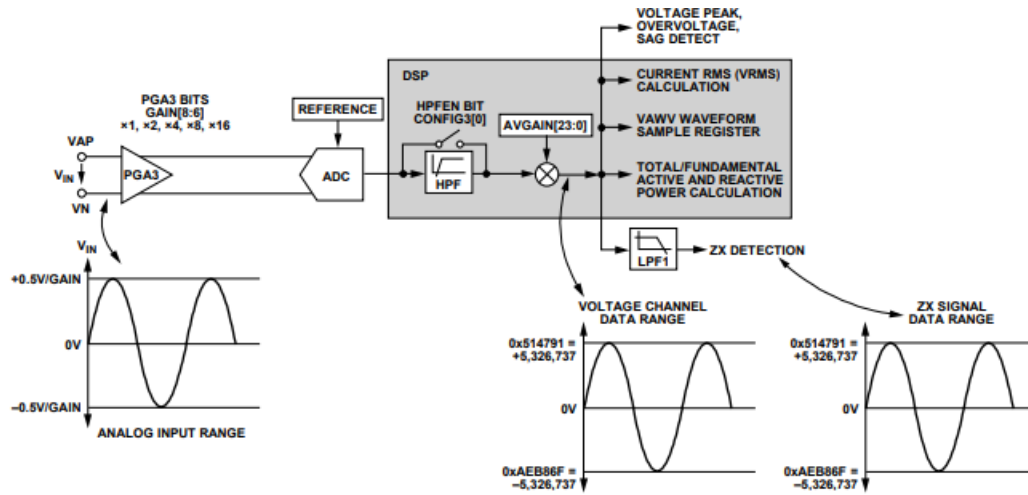 VOLTAGE PEAK,
OVERVOLTAGE,
SAG DETECT
DSP
CURRENT RMS (VRMS)
CALCULATION
PGA3 BITS
GAIN[8:6]
×1, ×2, ×4, ×8, ×16
REFERENCE
HPFEN BIT
CONFIG3[0]
AVGAIN[23:0]
VAWV WAVEFORM
SAMPLE REGISTER
VAP
VIN
VN
PGA3
ADC
HPF
TOTAL/FUNDAMENTAL
ACTIVE AND REACTIVE
POWER CALCULATION
LPF1
ZX DETECTION
VIN
+0.5V/GAIN
0V
–0.5V/GAIN
ANALOG INPUT RANGE
VOLTAGE CHANNEL
DATA RANGE
0x514791 =
+5,326,737
0V
0xAEB86F =
–5,326,737
ZX SIGNAL
DATA RANGE
0x514791 =
+5,326,737
0V
0xAEB86F =
–5,326,737